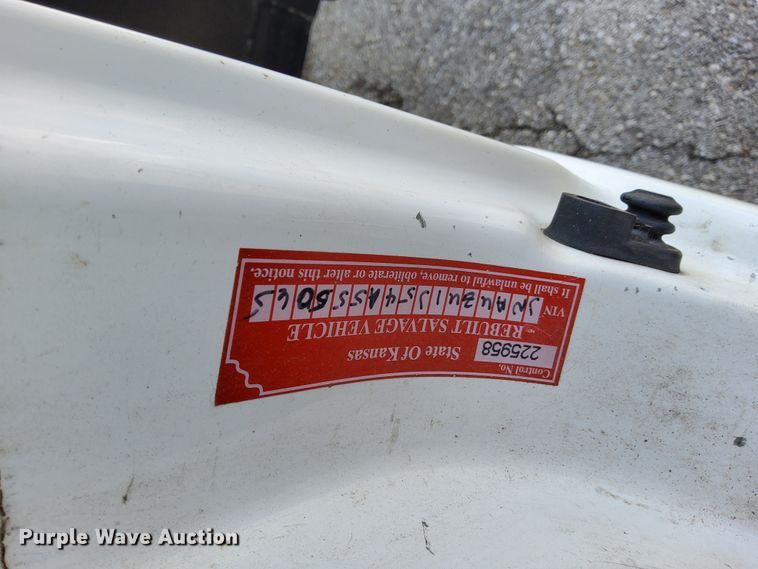 Control No.
225958
State Of Kansas
REBUILT SALVAGE VEHICLE
VIN JNAUZU1J54A555065
It shall be unlawful to remove, obliterate or alter this notice.
Purple Wave Auction